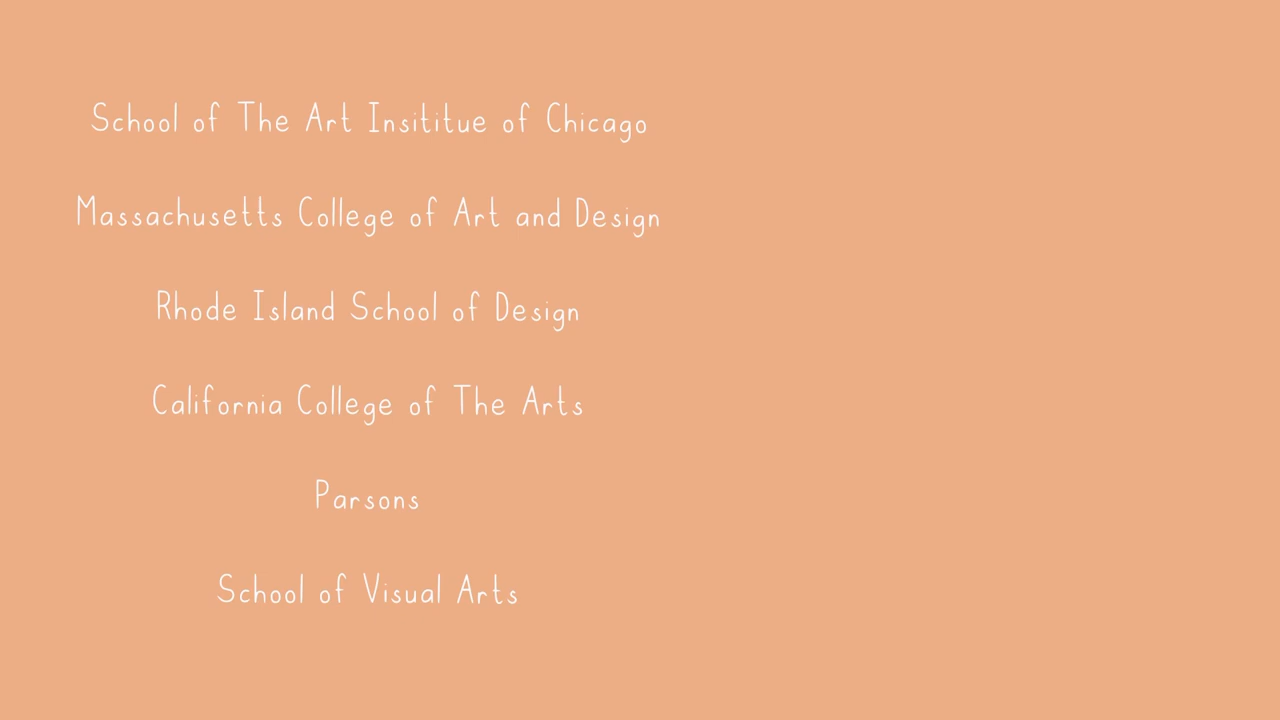 School of The Art Insititue of Chicago
Massachusetts College of Art and Design
Rhode Island School of Design
California College of The Arts
Parsons
School of Visual Arts